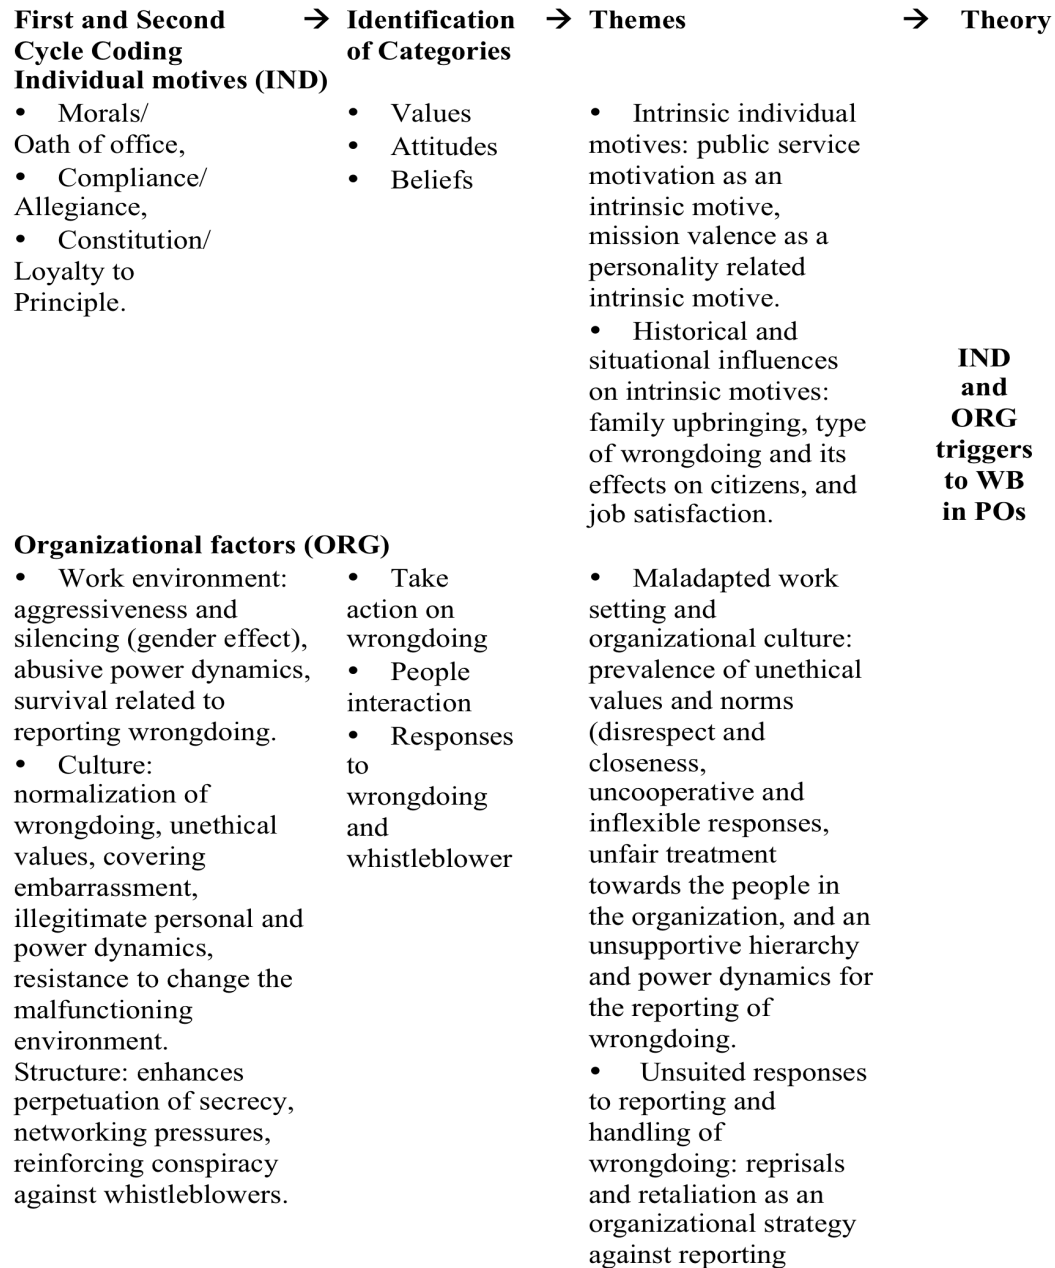 First and Second → Identification → Themes → Theory
Cycle Coding of Categories
Individual motives (IND)
• Morals/
Oath of office,
• Compliance/
Allegiance,
• Constitution/
Loyalty to
Principle.
• Values
• Attitudes
• Beliefs
• Intrinsic individual
motives: public service
motivation as an
intrinsic motive,
mission valence as a
personality related
intrinsic motive.
• Historical and
situational influences
on intrinsic motives:
family upbringing, type
of wrongdoing and its
effects on citizens, and
job satisfaction.
IND
and
ORG
triggers
to WB
in POs
Organizational factors (ORG)
• Work environment:
aggressiveness and
silencing (gender effect),
abusive power dynamics,
survival related to
reporting wrongdoing.
• Culture:
normalization of
wrongdoing, unethical
values, covering
embarrassment,
illegitimate personal and
power dynamics,
resistance to change the
malfunctioning
environment.
Structure: enhances
perpetuation of secrecy,
networking pressures,
reinforcing conspiracy
against whistleblowers.
• Take
action on
wrongdoing
• People
interaction
• Responses
to
wrongdoing
and
whistleblower
• Maladapted work
setting and
organizational culture:
prevalence of unethical
values and norms
(disrespect and
closeness,
uncooperative and
inflexible responses,
unfair treatment
towards the people in
the organization, and an
unsupportive hierarchy
and power dynamics for
the reporting of
wrongdoing.
• Unsuited responses
to reporting and
handling of
wrongdoing: reprisals
and retaliation as an
organizational strategy
against reporting